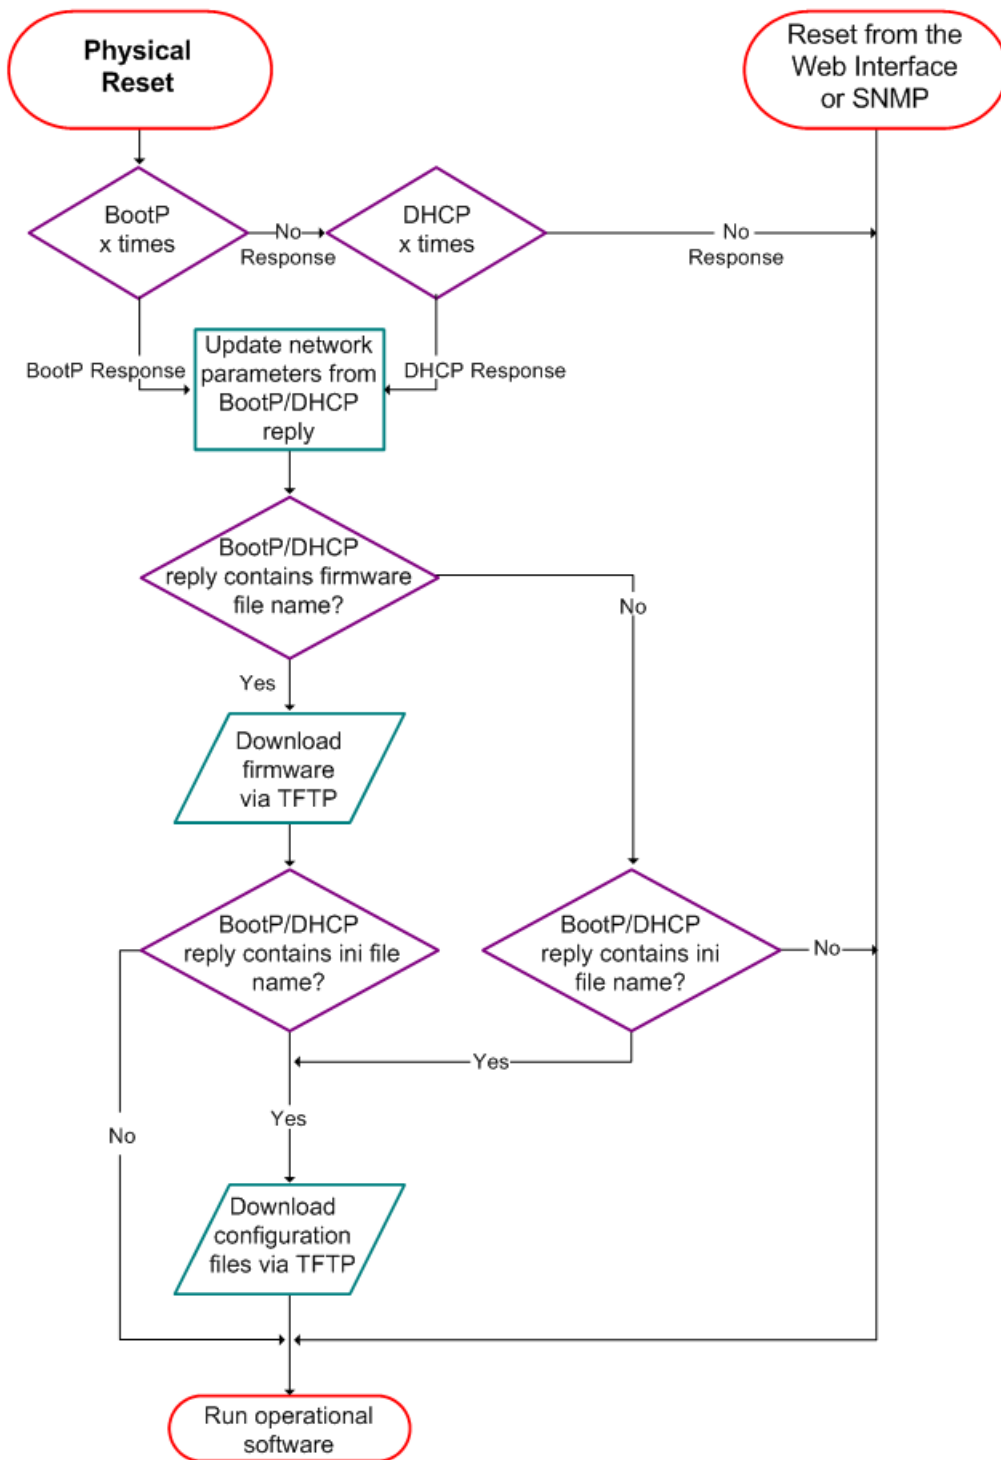 Physical
Reset
Reset from the
Web Interface
or SNMP
BootP
x times
No
Response
DHCP
x times
No
Response
BootP Response
Update network
parameters from
BootP/DHCP
reply
DHCP Response
BootP/DHCP
reply contains firmware
file name?
No
Yes
Download
firmware
via TFTP
BootP/DHCP
reply contains ini file
name?
BootP/DHCP
reply contains ini
file name?
No
Yes
Yes
No
Download
configuration
files via TFTP
Run operational
software